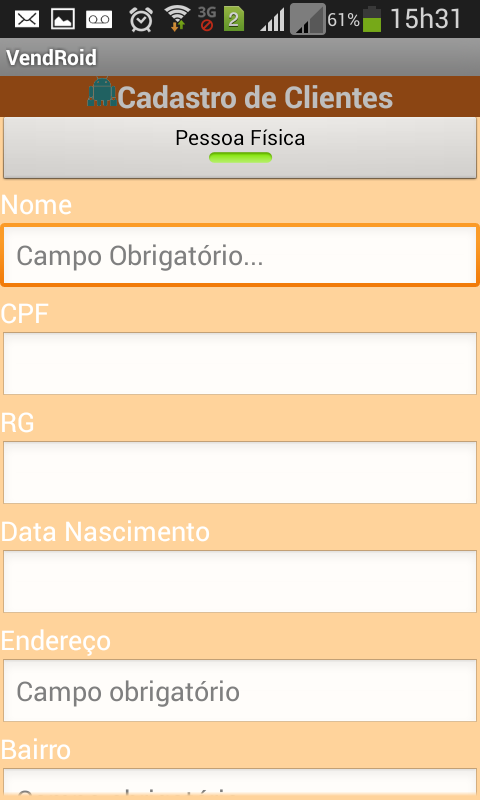 3G
2
61%
15h31
VendRoid
Cadastro de Clientes
Pessoa Física
Nome
Campo Obrigatório...
CPF
RG
Data Nascimento
Endereço
Campo obrigatório
Bairro